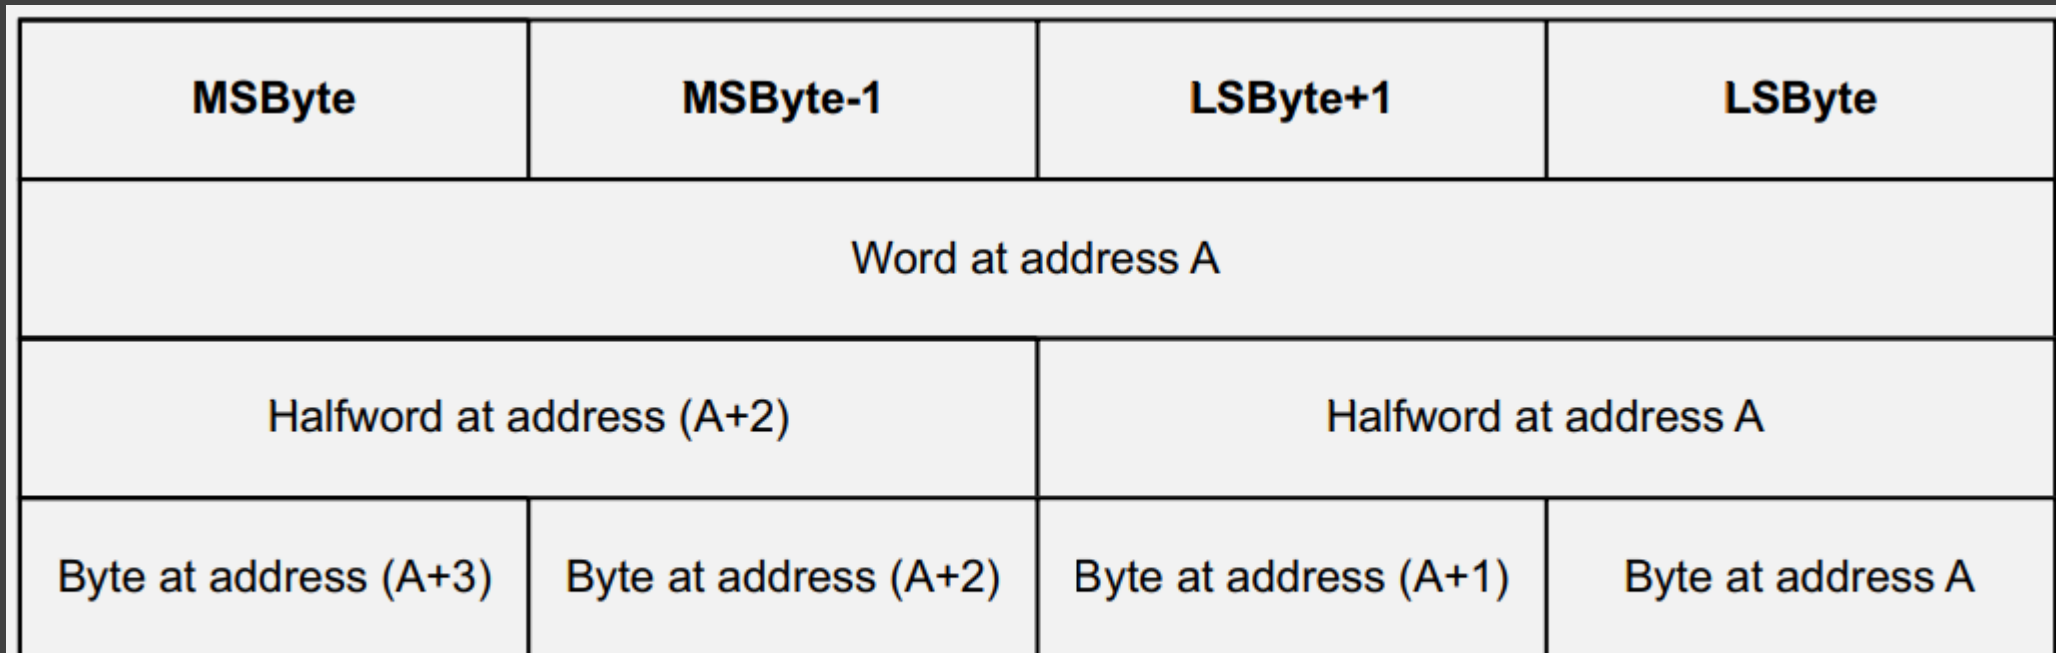 MSByte MSByte-1 LSByte+1 LSByte
Word at address A
Halfword at address (A+2) Halfword at address A
Byte at address (A+3) Byte at address (A+2) Byte at address (A+1) Byte at address A